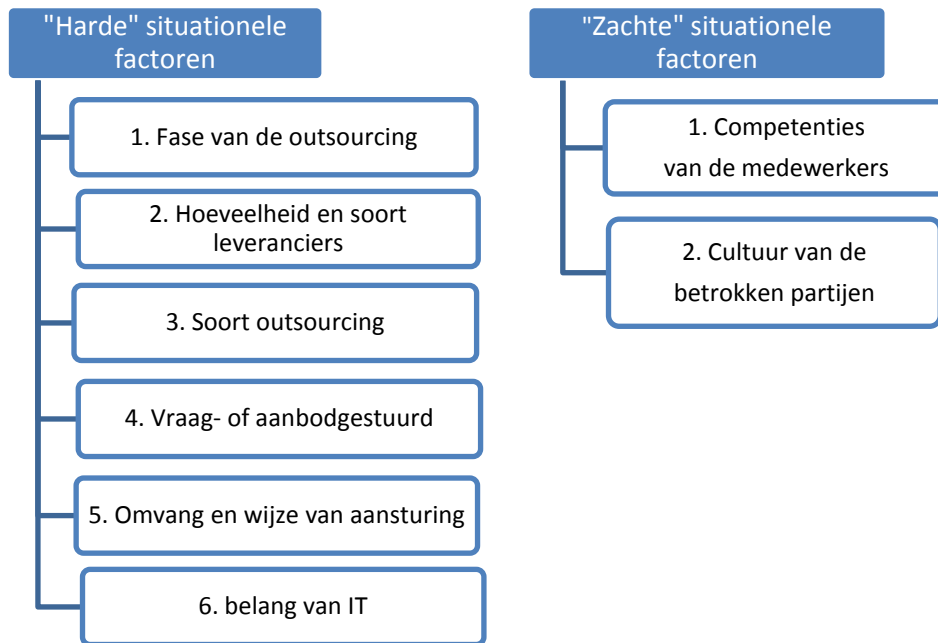 "Harde" situationele
factoren
1. Fase van de outsourcing
2. Hoeveelheid en soort
leveranciers
3. Soort outsourcing
4. Vraag- of aanbodgestuurd
5. Omvang en wijze van aansturing
6. belang van IT
"Zachte" situationele
factoren
1. Competenties
van de medewerkers
2. Cultuur van de
betrokken partijen